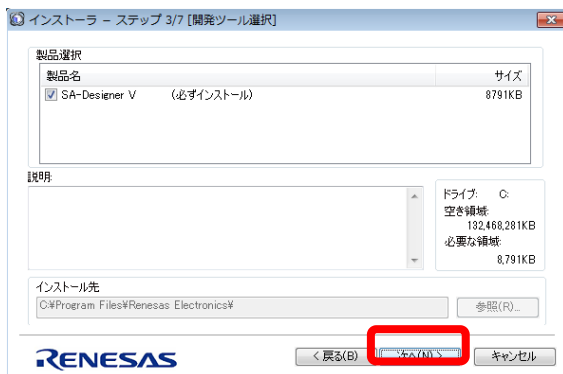 インストーラ - ステップ 3/7 [開発ツール選択]
製品選択
製品名 サイズ
SA-Designer V (必ずインストール) 8791KB
説明:
ドライブ: C:
空き領域:
132,468,281KB
必要な領域:
8,791KB
インストール先
C:¥Program Files¥Renesas Electronics¥ 参照(R)...
RENESAS <戻る(B) 次へ(N)> キャンセル